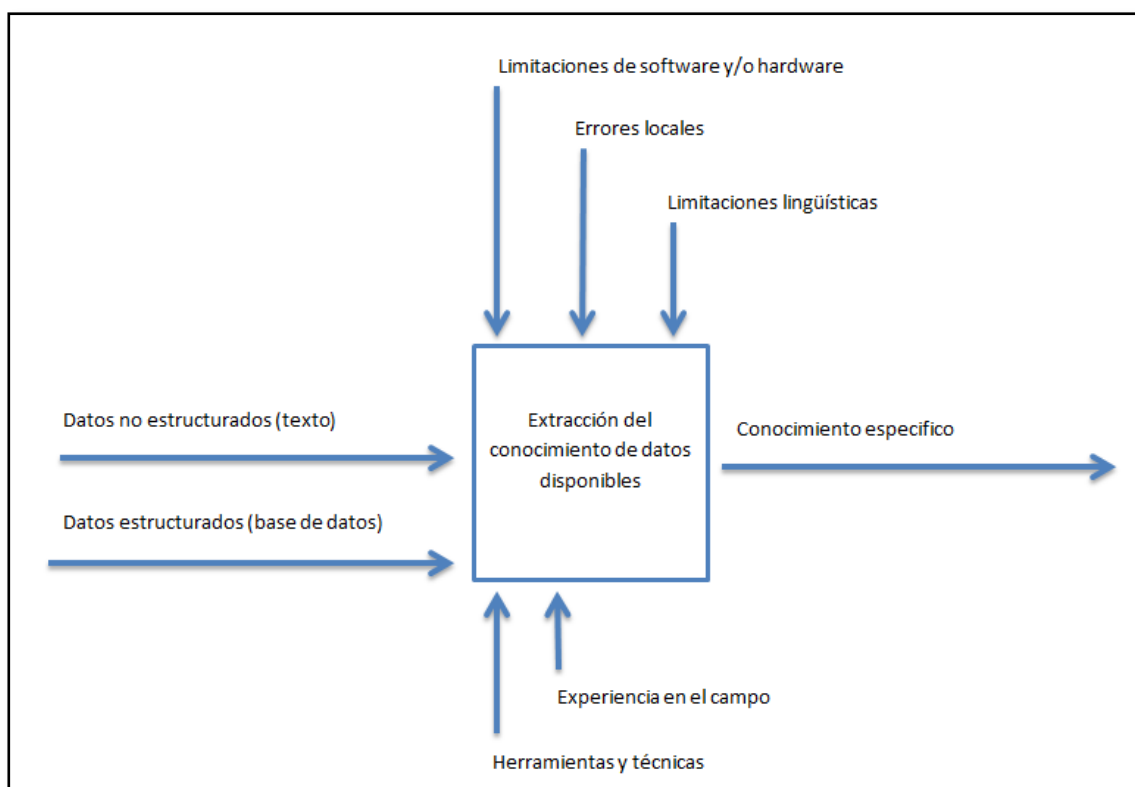 Limitaciones de software y/o hardware
Errores locales
Limitaciones lingüísticas
Datos no estructurados (texto)
Datos estructurados (base de datos)
Extracción del
conocimiento de datos
disponibles
Conocimiento especifico
Experiencia en el campo
Herramientas y técnicas